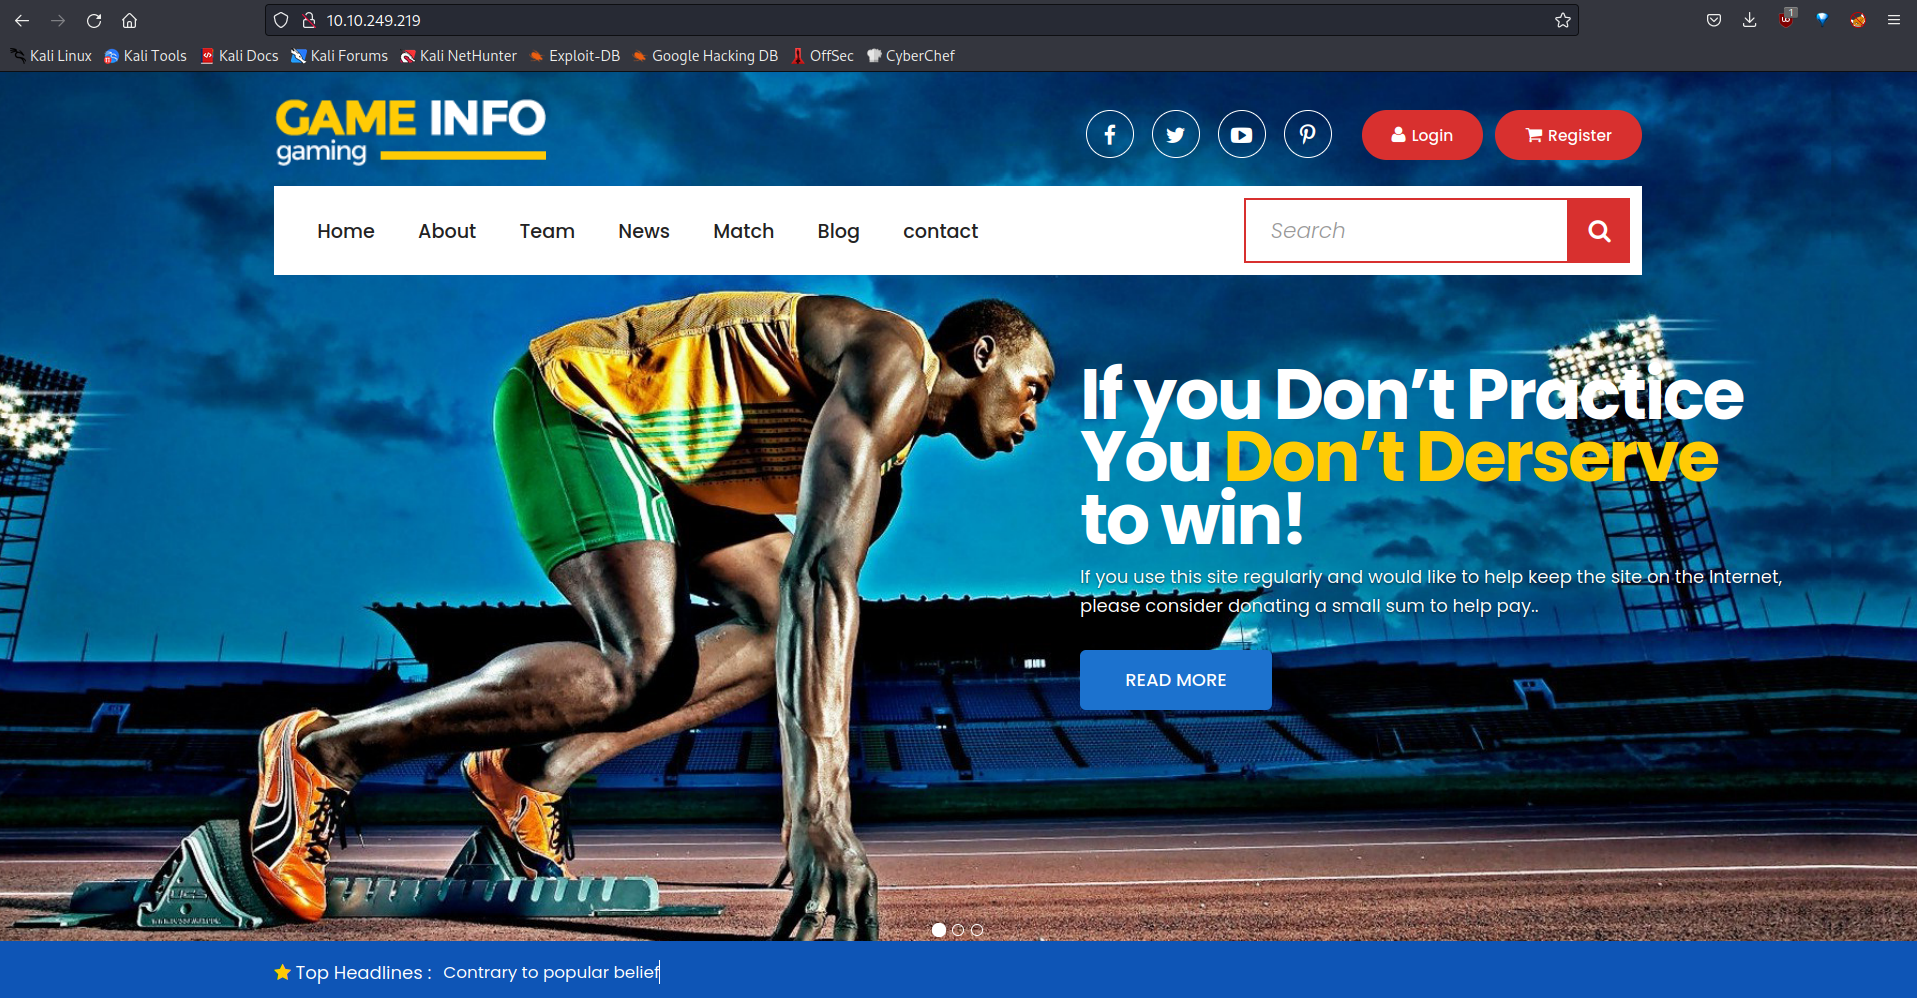 10.10.249.219
1
Kali Linux Kali Tools Kali Docs Kali Forums Kali NetHunter Exploit-DB Google Hacking DB OffSec CyberChef
GAME INFO
gaming
Login Register
Home About Team News Match Blog contact
Search
If you Don't Practice
You Don't Derserve
to win!
If you use this site regularly and would like to help keep the site on the Internet,
please consider donating a small sum to help pay..
READ MORE
Top Headlines : Contrary to popular belief